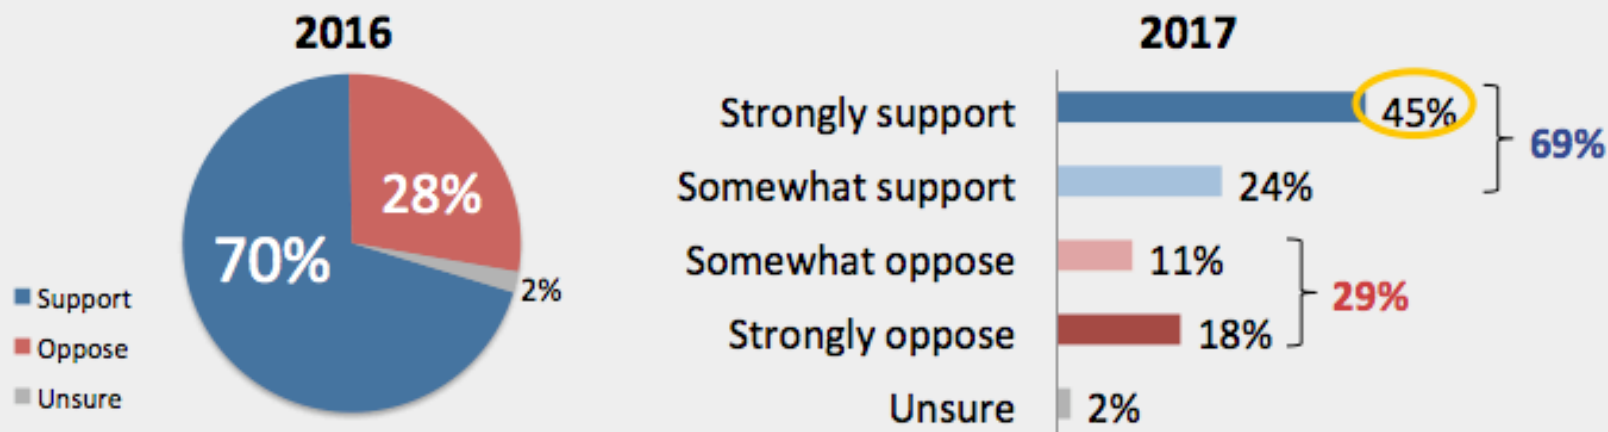 2016
28%
70%
2%
Support
Oppose
Unsure
2017
Strongly support 45%
69%
Somewhat support 24%
Somewhat oppose 11%
29%
Strongly oppose 18%
Unsure 2%